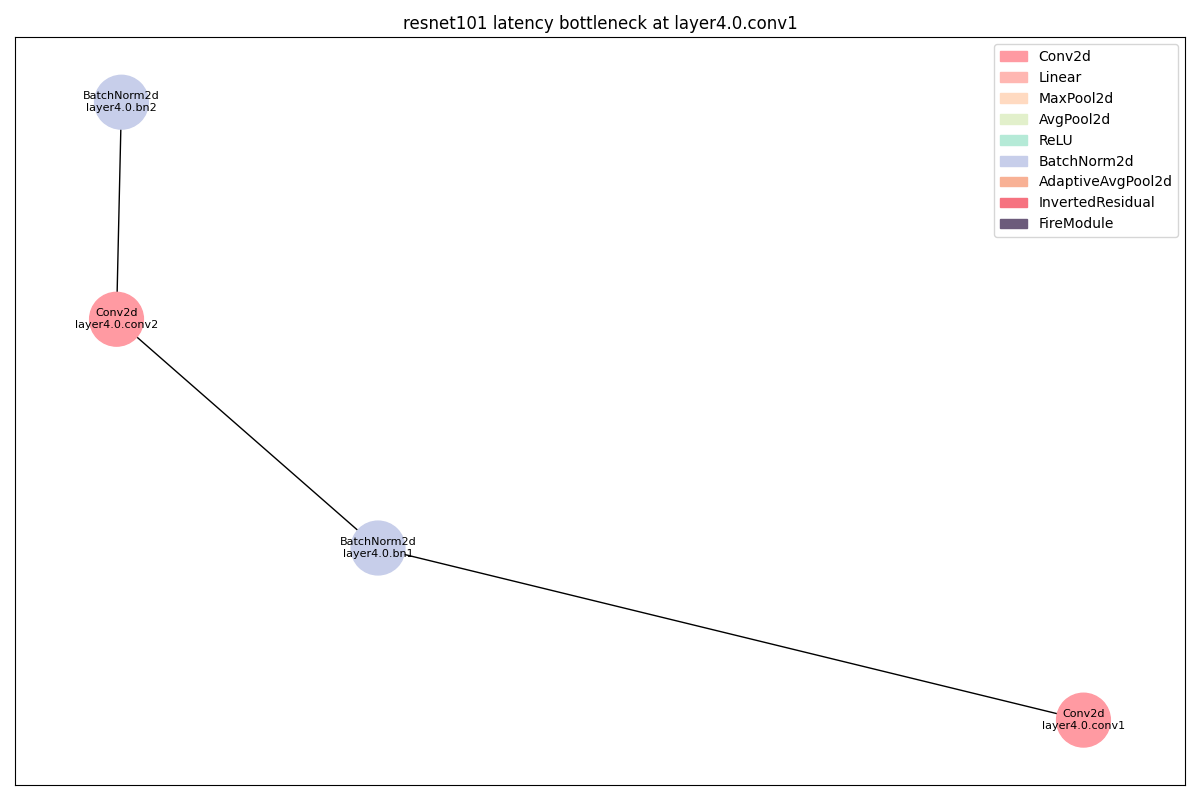 resnet101 latency bottleneck at layer4.0.conv1
Conv2d
Linear
MaxPool2d
AvgPool2d
ReLU
BatchNorm2d
AdaptiveAvgPool2d
InvertedResidual
FireModule
BatchNorm2d
layer4.0.bn2
Conv2d
layer4.0.conv2
BatchNorm2d
layer4.0.bn1
Conv2d
layer4.0.conv1